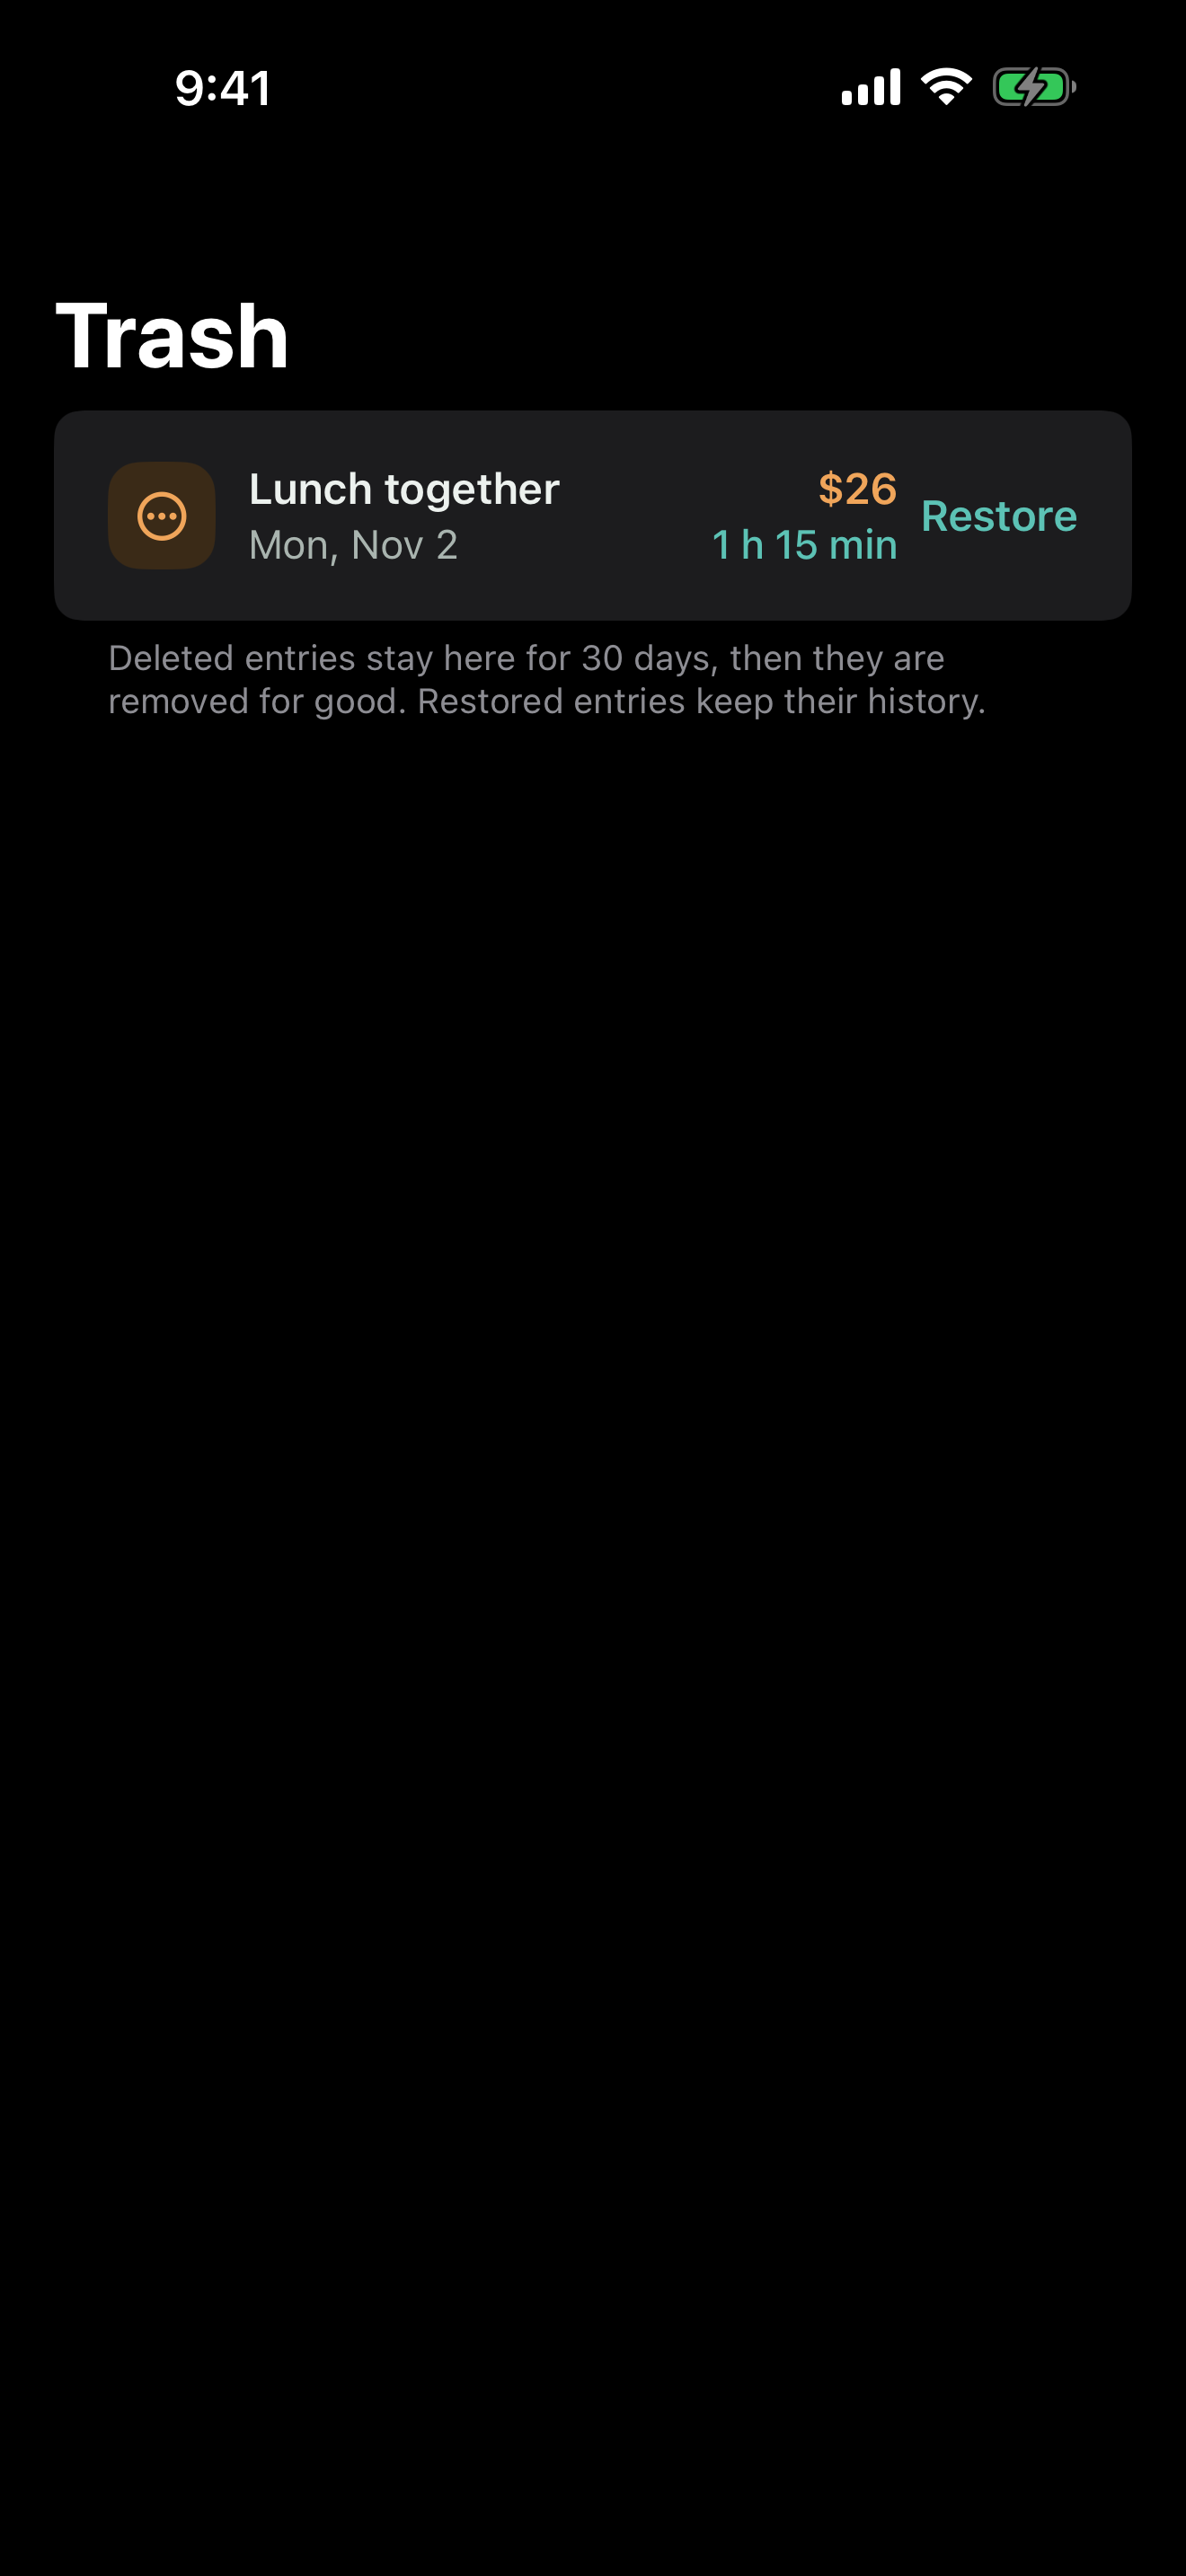 9:41
Trash
Lunch together
$26
Mon, Nov 2
1 h 15 min
Restore
Deleted entries stay here for 30 days, then they are
removed for good. Restored entries keep their history.